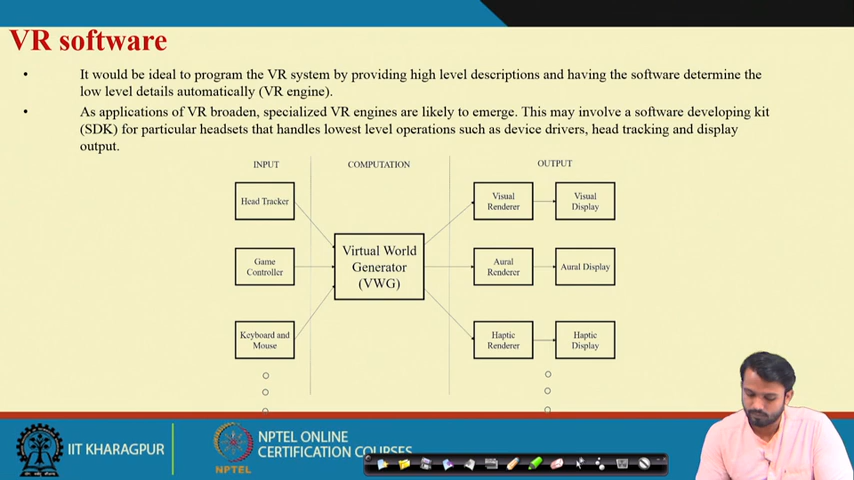 VR software
• It would be ideal to program the VR system by providing high level descriptions and having the software determine the
low level details automatically (VR engine).
• As applications of VR broaden, specialized VR engines are likely to emerge. This may involve a software developing kit
(SDK) for particular headsets that handles lowest level operations such as device drivers, head tracking and display
output.
INPUT
COMPUTATION
OUTPUT
Head Tracker
Visual
Renderer
Visual
Display
Game
Controller
Virtual World
Generator
(VWG)
Aural
Renderer
Aural Display
Keyboard and
Mouse
Haptic
Renderer
Haptic
Display
IIT KHARAGPUR
NPTEL
NPTEL ONLINE
CERTIFICATION COURSES